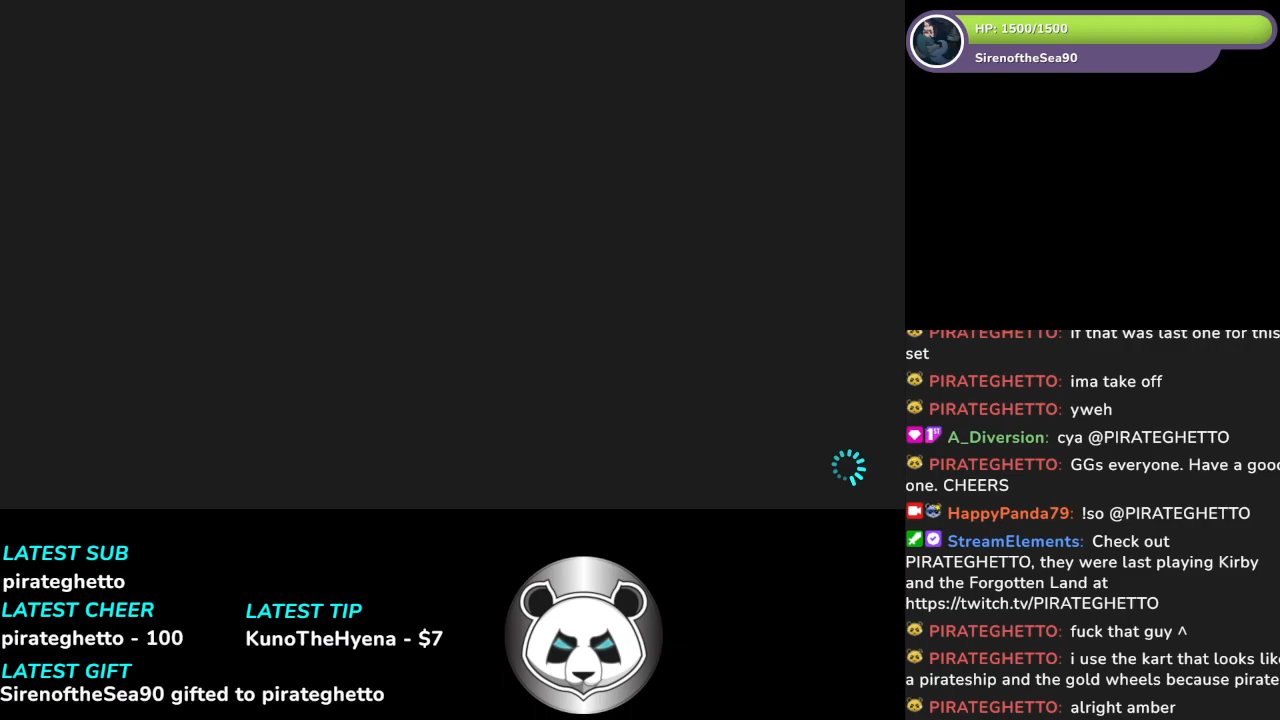 HP: 1500/1500
SirenoftheSea90
PIRATEGHETTO: If that was last one for this
set
PIRATEGHETTO: ima take off
PIRATEGHETTO: yweh
A_Diversion: cya @PIRATEGHETTO
PIRATEGHETTO: GGs everyone. Have a good
one. CHEERS
HappyPanda79: !so @PIRATEGHETTO
StreamElements: Check out
PIRATEGHETTO, they were last playing Kirby
and the Forgotten Land at
https://twitch.tv/PIRATEGHETTO
PIRATEGHETTO: fuck that guy ^
PIRATEGHETTO: i use the kart that looks like
a pirateship and the gold wheels because pirate
PIRATEGHETTO: alright amber
LATEST SUB
pirateghetto
LATEST CHEER
pirateghetto - 100
LATEST TIP
KunoTheHyena - $7
LATEST GIFT
SirenoftheSea90 gifted to pirateghetto